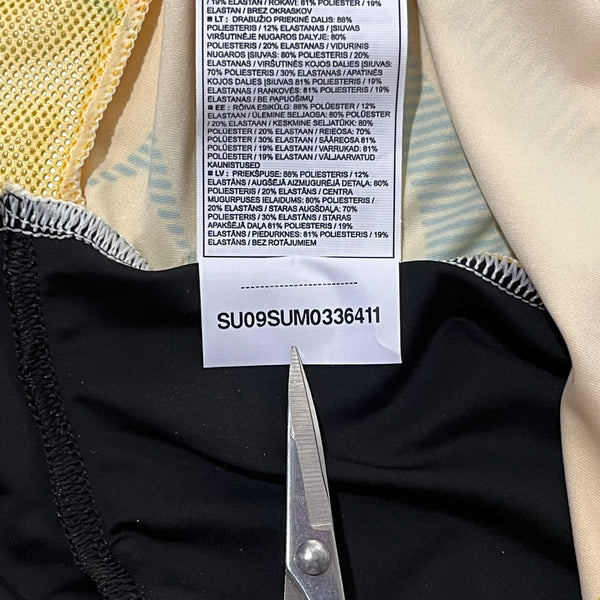 / 19% ELASTAN / ROKAVI: 81% POLIESTER / 19%
ELASTAN / BREZ OKRASKOV
■ LT : DRABUŽIO PRIEKINĖ DALIS: 88%
POLIESTERIS / 12% ELASTANAS / ĮSIUVAS
VIRŠUTINĖJE NUGAROS DALYJE: 80%
POLIESTERIS / 20% ELASTANAS / VIDURINIS
NUGAROS ĮSIUVAS: 80% POLIESTERIS / 20%
ELASTANAS / VIRŠUTINĖS KOJOS DALIES ĮSIUVAS:
70% POLIESTERIS / 30% ELASTANAS / APATINĖS
KOJOS DALIES ĮSIUVAS 81% POLIESTERIS / 19%
ELASTANAS / RANKOVĖS: 81% POLIESTERIS / 19%
ELASTANAS / BE PAPUOŠIMŲ
■ EE : RÕIVA ESIKÜLG: 88% POLÜESTER / 12%
ELASTAAN / ÜLEMINE SELJAOSA: 80% POLÜESTER
/ 20% ELASTAAN / KESKMINE SELJATÜKK: 80%
POLÜESTER / 20% ELASTAAN / REIEOSA: 70%
POLÜESTER / 30% ELASTAAN / SÄÄREOSA 81%
POLÜESTER / 19% ELASTAAN / VARRUKAD: 81%
POLÜESTER / 19% ELASTAAN / VÄLJAARVATUD
KAUNISTUSED
■ LV : PRIEKŠPUSE: 88% POLIESTERIS / 12%
ELASTĀNS / AUGŠĒJĀ AIZMUGURĒJĀ DETAĻA: 80%
POLIESTERIS / 20% ELASTĀNS / CENTRA
MUGURPUSES IELAIDUMS: 80% POLIESTERIS /
20% ELASTĀNS / STARAS AUGŠDAĻA: 70%
POLIESTERIS / 30% ELASTĀNS / STARAS
APAKŠĒJĀ DAĻA 81% POLIESTERIS / 19%
ELASTĀNS / PIEDURKNES: 81% POLIESTERIS / 19%
ELASTĀNS / BEZ ROTĀJUMIEM
SU09SUM0336411